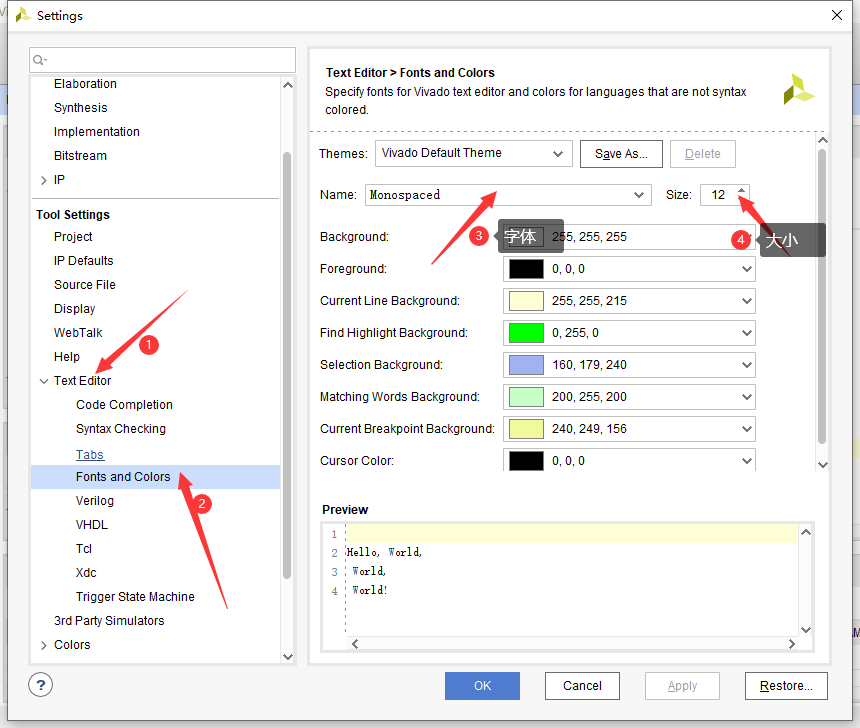 Settings
Elaboration
Synthesis
Implementation
Bitstream
IP
Tool Settings
Project
IP Defaults
Source File
Display
WebTalk
Help
1
Text Editor
Code Completion
Syntax Checking
Tabs
Fonts and Colors
2
Verilog
VHDL
Tcl
Xdc
Trigger State Machine
3rd Party Simulators
Colors
Text Editor > Fonts and Colors
Specify fonts for Vivado text editor and colors for languages that are not syntax
colored.
Themes: Vivado Default Theme Save As... Delete
Name: Monospaced Size: 12
Background: 3 字体 255, 255, 255 4 大小
Foreground: 0, 0, 0
Current Line Background: 255, 255, 215
Find Highlight Background: 0, 255, 0
Selection Background: 160, 179, 240
Matching Words Background: 200, 255, 200
Current Breakpoint Background: 240, 249, 156
Cursor Color: 0, 0, 0
Preview
1
2 Hello, World,
3 World,
4 World!
? OK Cancel Apply Restore...